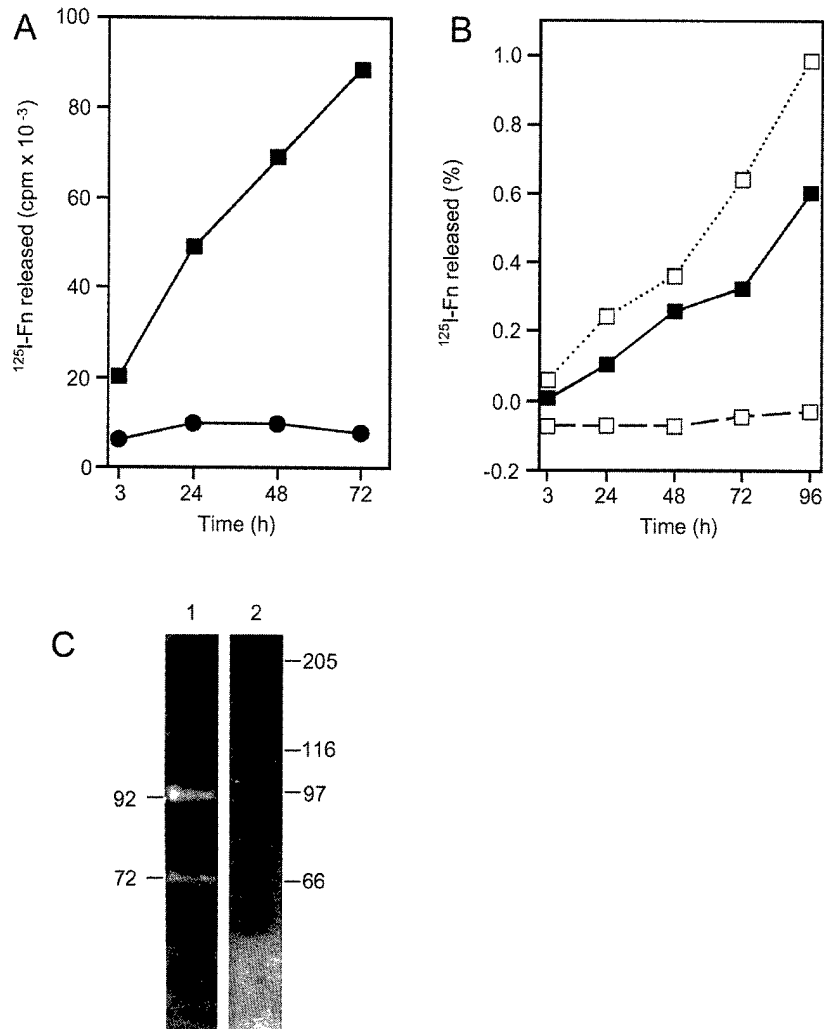 A
¹²⁵I-Fn released (cpm x 10 ⁻³)
100
80
60
40
20
0
3 24 48 72
Time (h)
B
¹²⁵I-Fn released (%)
1.0
0.8
0.6
0.4
0.2
0.0
-0.2
3 24 48 72 96
Time (h)
C
1 2
205
116
92 97
72 66